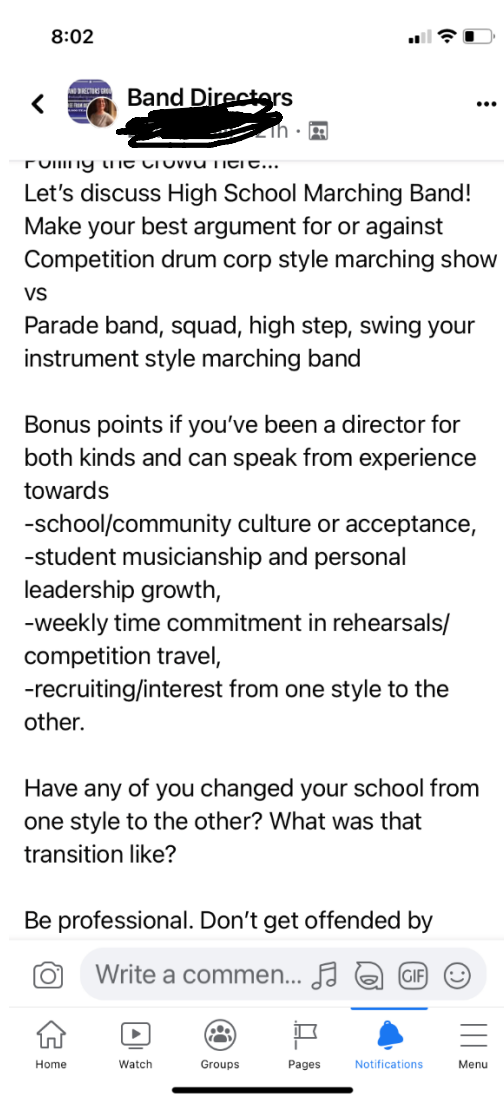 8:02
Band Directors
21h ·
Polling the crowd here...
Let's discuss High School Marching Band!
Make your best argument for or against
Competition drum corp style marching show
vs
Parade band, squad, high step, swing your
instrument style marching band
Bonus points if you've been a director for
both kinds and can speak from experience
towards
-school/community culture or acceptance,
-student musicianship and personal
leadership growth,
-weekly time commitment in rehearsals/
competition travel,
-recruiting/interest from one style to the
other.
Have any of you changed your school from
one style to the other? What was that
transition like?
Be professional. Don't get offended by
Write a commen... GIF
Home Watch Groups Pages Notifications Menu